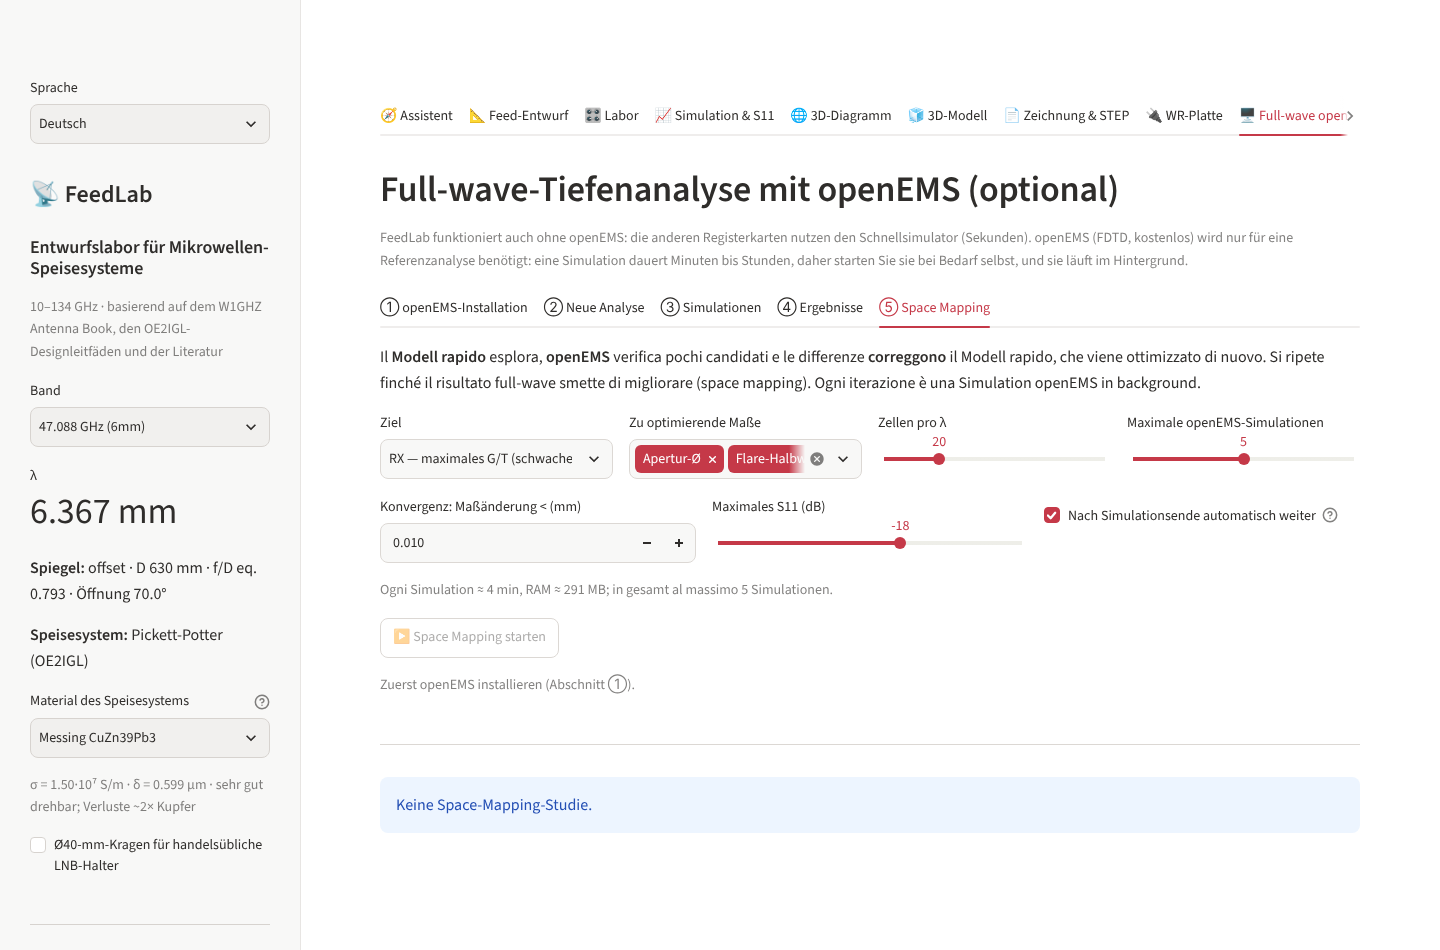 Sprache
Deutsch
📡 FeedLab
Entwurfslabor für Mikrowellen-
Speisesysteme
10–134 GHz · basierend auf dem W1GHZ
Antenna Book, den OE2IGL-
Designleitfäden und der Literatur
Band
47.088 GHz (6mm)
λ
6.367 mm
Spiegel: offset · D 630 mm · f/D eq.
0.793 · Öffnung 70.0°
Speisesystem: Pickett-Potter
(OE2IGL)
Material des Speisesystems
Messing CuZn39Pb3
σ = 1.50·10⁷ S/m · δ = 0.599 µm · sehr gut
drehbar; Verluste ~2× Kupfer
Ø40-mm-Kragen für handelsübliche
LNB-Halter
🧭 Assistent 📐 Feed-Entwurf 🎛️ Labor 📈 Simulation & S11 🌐 3D-Diagramm 🧊 3D-Modell 📄 Zeichnung & STEP 🔌 WR-Platte 🖥️ Full-wave open
Full-wave-Tiefenanalyse mit openEMS (optional)
FeedLab funktioniert auch ohne openEMS: die anderen Registerkarten nutzen den Schnellsimulator (Sekunden). openEMS (FDTD, kostenlos) wird nur für eine
Referenzanalyse benötigt: eine Simulation dauert Minuten bis Stunden, daher starten Sie sie bei Bedarf selbst, und sie läuft im Hintergrund.
① openEMS-Installation ② Neue Analyse ③ Simulationen ④ Ergebnisse ⑤ Space Mapping
Il Modell rapido esplora, openEMS verifica pochi candidati e le differenze correggono il Modell rapido, che viene ottimizzato di nuovo. Si ripete
finché il risultato full-wave smette di migliorare (space mapping). Ogni iterazione è una Simulation openEMS in background.
Ziel
RX — maximales G/T (schwache
Zu optimierende Maße
Apertur-Ø Flare-Halbw
Zellen pro λ
20
Maximale openEMS-Simulationen
5
Konvergenz: Maßänderung < (mm)
0.010
Maximales S11 (dB)
-18
Nach Simulationsende automatisch weiter
Ogni Simulation ≈ 4 min, RAM ≈ 291 MB; in gesamt al massimo 5 Simulationen.
▶️ Space Mapping starten
Zuerst openEMS installieren (Abschnitt ①).
Keine Space-Mapping-Studie.